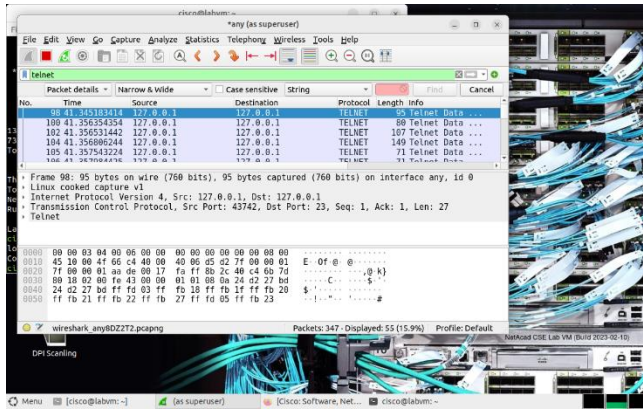 cisco@labvm: ~
*any (as superuser)
File Edit View Go Capture Analyze Statistics Telephony Wireless Tools Help
telnet
Packet details Narrow & Wide Case sensitive String Find Cancel
No. Time Source Destination Protocol Length Info
98 41.345183414 127.0.0.1 127.0.0.1 TELNET 95 Telnet Data ...
100 41.356354354 127.0.0.1 127.0.0.1 TELNET 80 Telnet Data ...
102 41.356531442 127.0.0.1 127.0.0.1 TELNET 107 Telnet Data ...
104 41.356806244 127.0.0.1 127.0.0.1 TELNET 149 Telnet Data ...
105 41.357543224 127.0.0.1 127.0.0.1 TELNET 71 Telnet Data ...
Frame 98: 95 bytes on wire (760 bits), 95 bytes captured (760 bits) on interface any, id 0
Linux cooked capture v1
Internet Protocol Version 4, Src: 127.0.0.1, Dst: 127.0.0.1
Transmission Control Protocol, Src Port: 43742, Dst Port: 23, Seq: 1, Ack: 1, Len: 27
Telnet
0000 00 00 03 04 00 06 00 00 00 00 00 00 00 00 08 00
0010 45 10 00 4f 66 c4 40 00 40 06 d5 d2 7f 00 00 01 E··Of·@·@·······
0020 7f 00 00 01 aa de 00 17 fa ff 8b 2c 40 c4 6b 7d ···········,@·k}
0030 80 18 02 00 fe 43 00 00 01 01 08 0a 24 d2 27 bd ·····C······$·'·
0040 24 d2 27 bd ff fd 03 ff fb 18 ff fb 1f ff fb 20 $·'············
0050 ff fb 21 ff fb 22 ff fb 27 ff fd 05 ff fb 23 ··!··"··'·····#
wireshark_any8DZ2T2.pcapng Packets: 347 · Displayed: 55 (15.9%) Profile: Default
NetAcad CSE Lab VM (Build 2023-02-10)
DPI Scanling
Menu [cisco@labvm: ~] (as superuser) [Cisco: Software, Net... cisco@labvm: ~